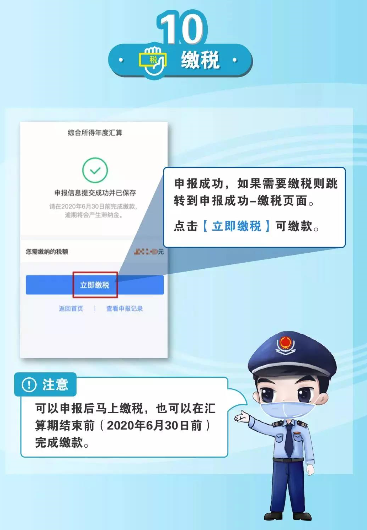 10
税
缴税
综合所得年度汇算
申报信息提交成功并已保存
请在2020年6月30日前完成缴款,
逾期将会产生滞纳金。
您需缴纳的税额
元
立即缴税
返回首页
查看申报记录
申报成功，如果需要缴税则跳
转到申报成功-缴税页面。
点击【立即缴税】可缴款。
注意
可以申报后马上缴税，也可以在汇
算期结束前（2020年6月30日前）
完成缴款。